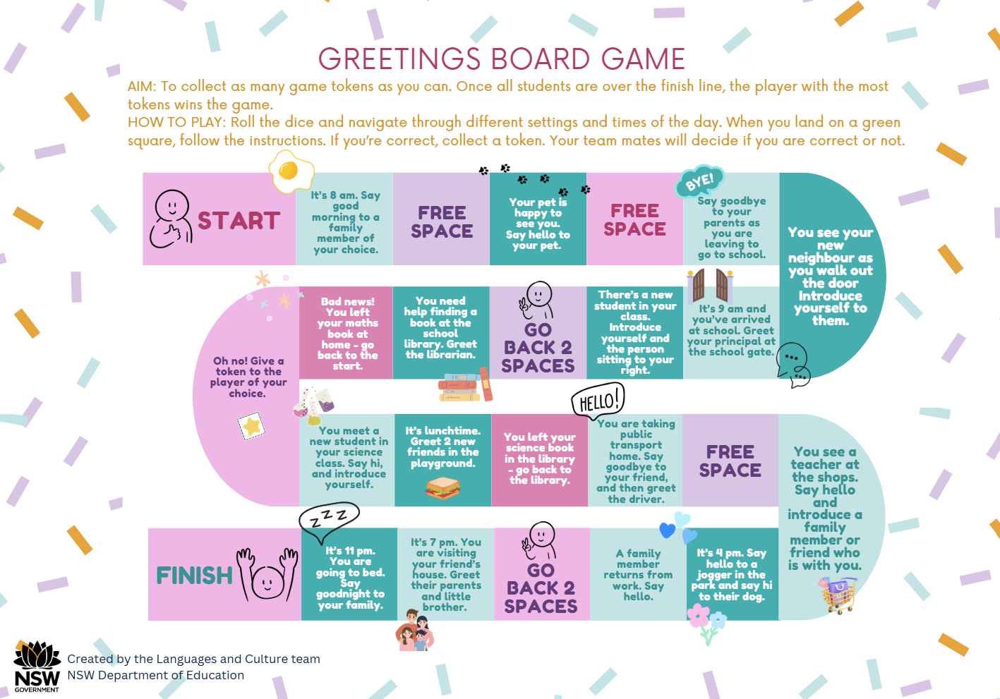 GREETINGS BOARD GAME
AIM: To collect as many game tokens as you can. Once all students are over the finish line, the player with the most
tokens wins the game.
HOW TO PLAY: Roll the dice and navigate through different settings and times of the day. When you land on a green
square, follow the instructions. If you're correct, collect a token. Your team mates will decide if you are correct or not.
START
It's 8 am. Say
good
morning to a
family
member of
your choice.
FREE
SPACE
Your pet is
happy to
see you.
Say hello to
your pet.
FREE
SPACE
BYE!
Say goodbye
to your
parents as
you are
leaving to
go to school.
You see your
new
neighbour as
you walk out
the door
Introduce
yourself to
them.
It's 9 am and
you've arrived
at school. Greet
your principal at
the school gate.
There's a new
student in your
class.
Introduce
yourself and
the person
sitting to your
right.
GO
BACK 2
SPACES
You need
help finding a
book at the
school
library. Greet
the librarian.
Bad news!
You left
your maths
book at
home - go
back to the
start.
Oh no! Give a
token to the
player of your
choice.
You meet a
new student in
your science
class. Say hi,
and introduce
yourself.
It's lunchtime.
Greet 2 new
friends in the
playground.
You left your
science book
in the library
- go back to
the library.
HELLO!
You are taking
public
transport
home. Say
goodbye to
your friend,
and then greet
the driver.
FREE
SPACE
You see a
teacher at
the shops.
Say hello
and
introduce a
family
member or
friend who
is with you.
It's 4 pm. Say
hello to a
jogger in the
park and say hi
to their dog.
A family
member
returns from
work. Say
hello.
GO
BACK 2
SPACES
It's 7 pm. You
are visiting
your friend's
house. Greet
their parents
and little
brother.
Z Z Z
It's 11 pm.
You are
going to bed.
Say
goodnight to
your family.
FINISH
NSW
GOVERNMENT
Created by the Languages and Culture team
NSW Department of Education